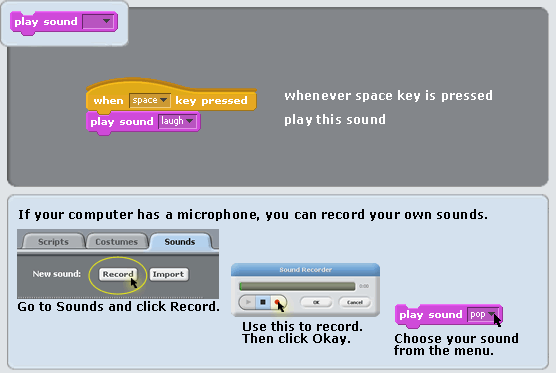 play sound
when space key pressed
play sound laugh
whenever space key is pressed
play this sound
If your computer has a microphone, you can record your own sounds.
Scripts Costumes Sounds
New sound: Record Import
Go to Sounds and click Record.
Sound Recorder
0:00
OK Cancel
Use this to record.
Then click Okay.
play sound pop
Choose your sound
from the menu.